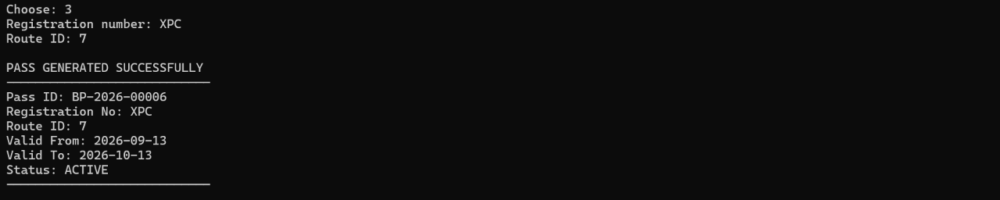 Choose: 3
Registration number: XPC
Route ID: 7
PASS GENERATED SUCCESSFULLY
----------------------------
Pass ID: BP-2026-00006
Registration No: XPC
Route ID: 7
Valid From: 2026-09-13
Valid To: 2026-10-13
Status: ACTIVE
----------------------------